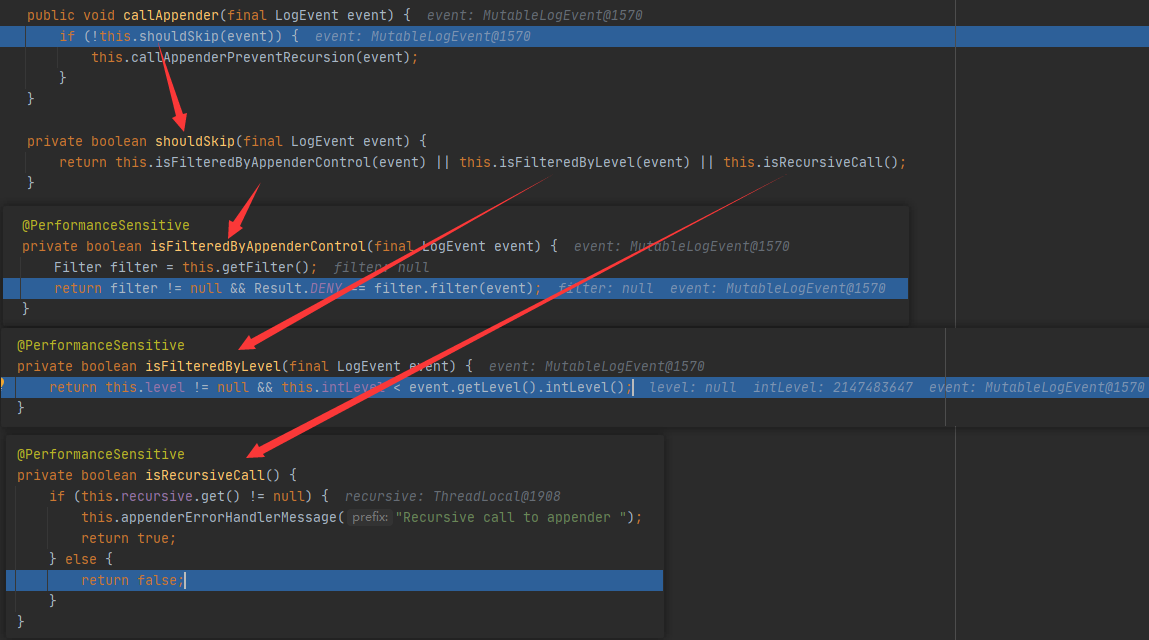 public void callAppender(final LogEvent event) {  event: MutableLogEvent@1570
    if (!this.shouldSkip(event)) {  event: MutableLogEvent@1570
        this.callAppenderPreventRecursion(event);
    }
}
private boolean shouldSkip(final LogEvent event) {
    return this.isFilteredByAppenderControl(event) || this.isFilteredByLevel(event) || this.isRecursiveCall();
}
@PerformanceSensitive
private boolean isFilteredByAppenderControl(final LogEvent event) {  event: MutableLogEvent@1570
    Filter filter = this.getFilter();  filter: null
    return filter != null && Result.DENY == filter.filter(event);  filter: null  event: MutableLogEvent@1570
}
@PerformanceSensitive
private boolean isFilteredByLevel(final LogEvent event) {  event: MutableLogEvent@1570
    return this.level != null && this.intLevel < event.getLevel().intLevel();  level: null  intLevel: 2147483647  event: MutableLogEvent@1570
}
@PerformanceSensitive
private boolean isRecursiveCall() {
    if (this.recursive.get() != null) {  recursive: ThreadLocal@1908
        this.appenderErrorHandlerMessage( prefix: "Recursive call to appender ");
        return true;
    } else {
        return false;
    }
}